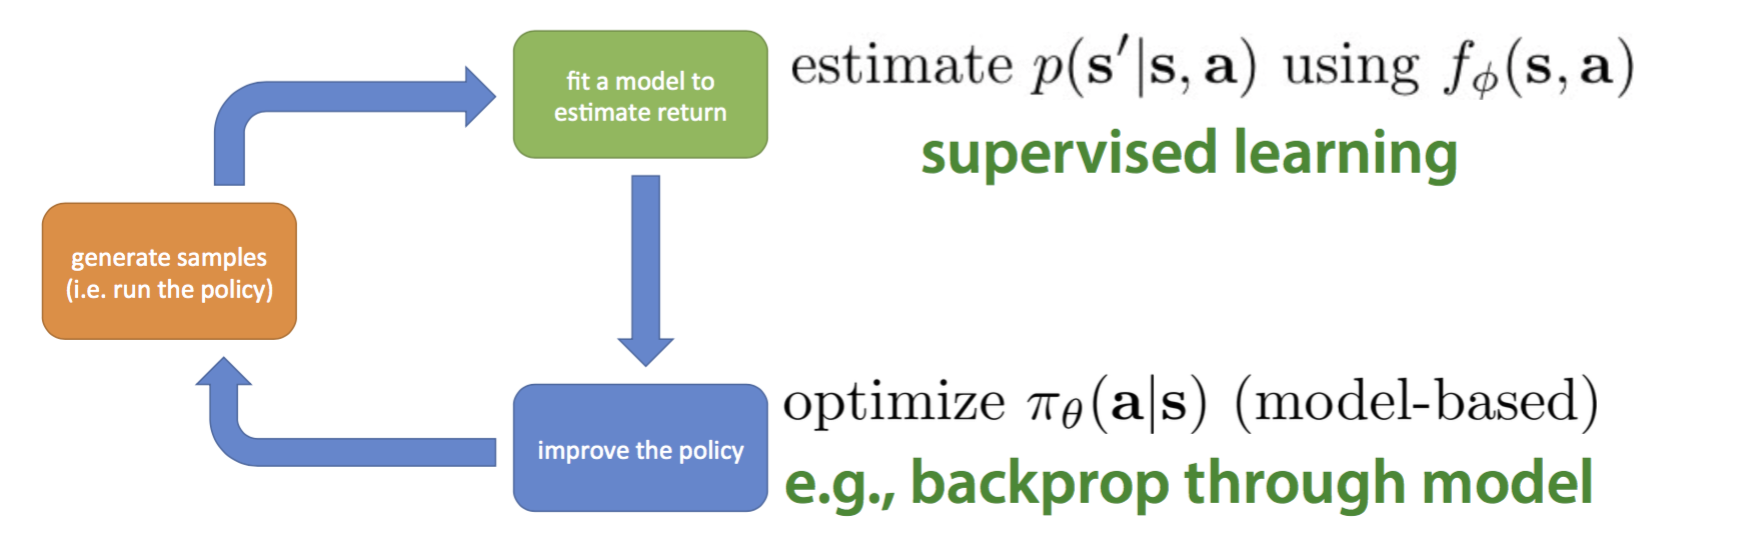 fit a model to
estimate return
estimate p(s′|s, a) using f_ϕ(s, a)
supervised learning
generate samples
(i.e. run the policy)
improve the policy
optimize π_θ(a|s) (model-based)
e.g., backprop through model